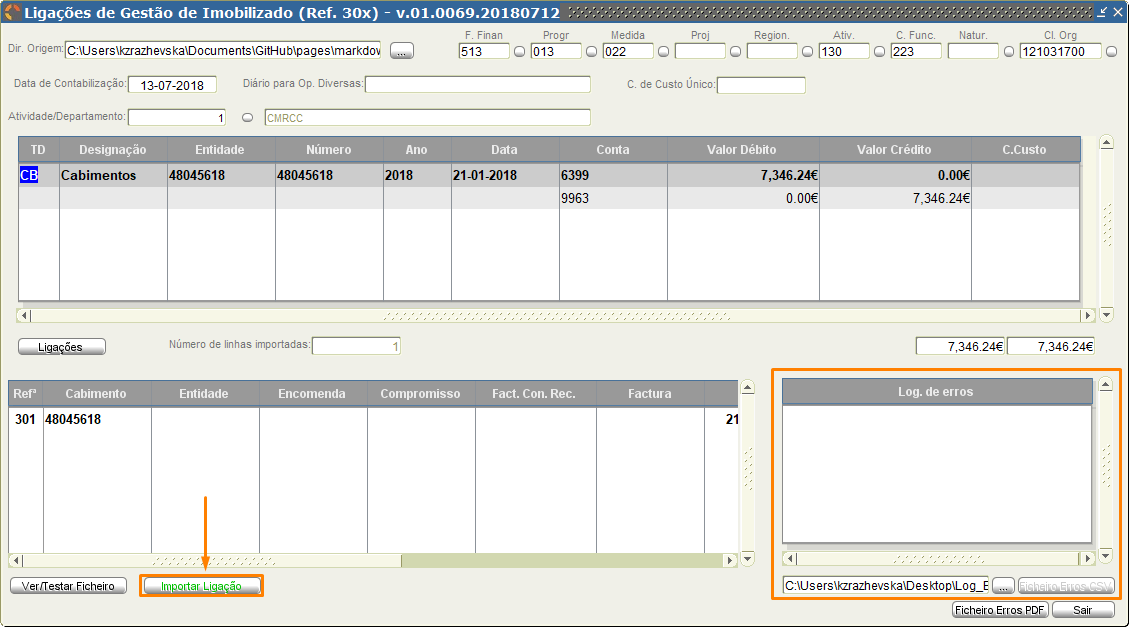 Ligações de Gestão de Imobilizado (Ref. 30x) - v.01.0069.20180712
F. Finan Progr Medida Proj Region. Ativ. C. Func. Natur. Cl. Org
Dir. Origem: C:\Users\kzrazhevska\Documents\GitHub\pages\markdov ... 513 013 022 130 223 121031700
Data de Contabilização: 13-07-2018 Diário para Op. Diversas: C. de Custo Único:
Atividade/Departamento: 1 CMRCC
TD Designação Entidade Número Ano Data Conta Valor Débito Valor Crédito C.Custo
CB Cabimentos 48045618 48045618 2018 21-01-2018 6399 7,346.24€ 0.00€
9963 0.00€ 7,346.24€
Ligações Número de linhas importadas: 1 7,346.24€ 7,346.24€
Refª Cabimento Entidade Encomenda Compromisso Fact. Con. Rec. Factura Log. de erros
301 48045618 21
Ver/Testar Ficheiro Importar Ligação C:\Users\kzrazhevska\Desktop\Log_E ... Ficheiro Erros CSV
Ficheiro Erros PDF Sair